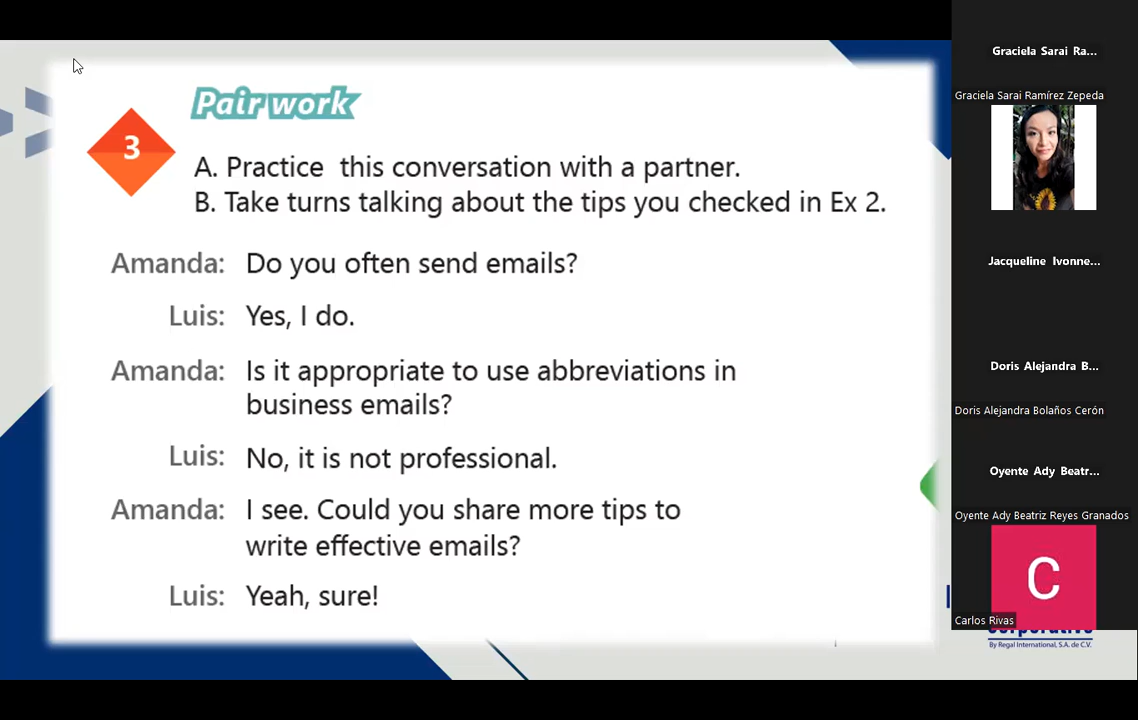 Pair work
3
A. Practice this conversation with a partner.
B. Take turns talking about the tips you checked in Ex 2.
Amanda: Do you often send emails?
Luis: Yes, I do.
Amanda: Is it appropriate to use abbreviations in
business emails?
Luis: No, it is not professional.
Amanda: I see. Could you share more tips to
write effective emails?
Luis: Yeah, sure!
Graciela Sarai Ra...
Graciela Sarai Ramírez Zepeda
Jacqueline Ivonne...
Doris Alejandra B...
Doris Alejandra Bolaños Cerón
Oyente Ady Beatr...
Oyente Ady Beatriz Reyes Granados
C
Carlos Rivas
By Regal International, S.A. de C.V.